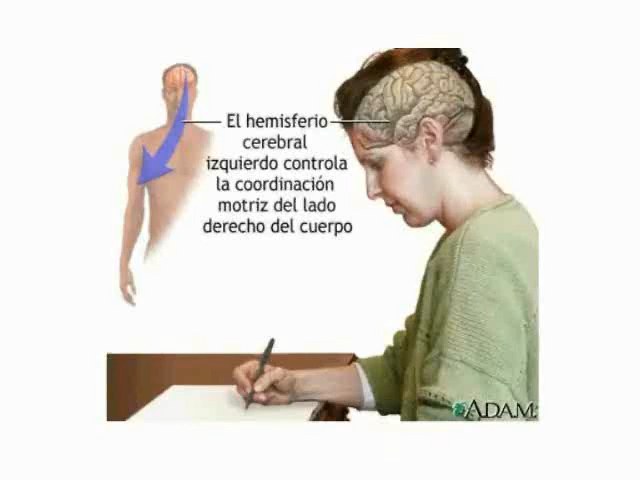 El hemisferio
cerebral
izquierdo controla
la coordinación
motriz del lado
derecho del cuerpo
ADAM.